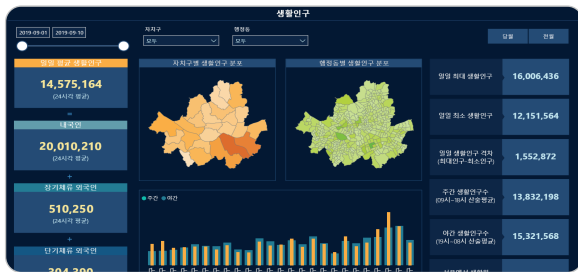 생활인구
2019-09-01
2019-09-10
자치구
모두
행정동
모두
당월
전월
일일 평균 생활인구
14,575,164
(24시각 평균)
=
내국인
20,010,210
(24시각 평균)
+
장기체류 외국인
510,250
(24시각 평균)
+
단기체류 외국인
자치구별 생활인구 분포
행정동별 생활인구 분포
주간
야간
일일 최대 생활인구
16,006,436
일일 최소 생활인구
12,151,564
일일 생활인구 격차
(최대인구-최소인구)
1,552,872
주간 생활인구수
(09시~18시 산술평균)
13,832,198
야간 생활인구수
(19시~08시 산술평균)
15,321,568